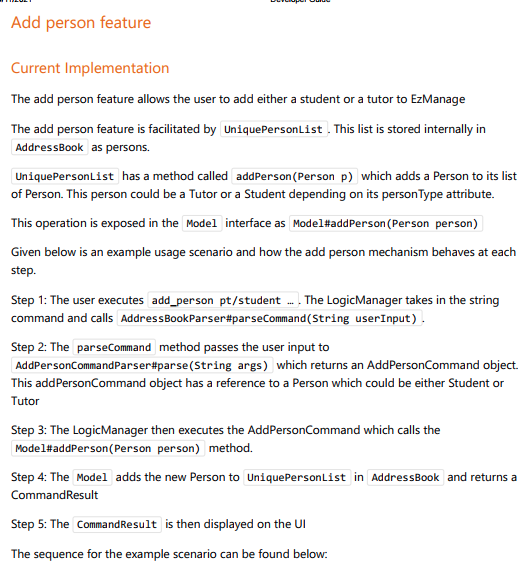 Developer Guide
Add person feature
Current Implementation
The add person feature allows the user to add either a student or a tutor to EzManage
The add person feature is facilitated by UniquePersonList . This list is stored internally in
AddressBook as persons.
UniquePersonList has a method called addPerson(Person p) which adds a Person to its list
of Person. This person could be a Tutor or a Student depending on its personType attribute.
This operation is exposed in the Model interface as Model#addPerson(Person person)
Given below is an example usage scenario and how the add person mechanism behaves at each
step.
Step 1: The user executes add_person pt/student … . The LogicManager takes in the string
command and calls AddressBookParser#parseCommand(String userInput) .
Step 2: The parseCommand method passes the user input to
AddPersonCommandParser#parse(String args) which returns an AddPersonCommand object.
This addPersonCommand object has a reference to a Person which could be either Student or
Tutor
Step 3: The LogicManager then executes the AddPersonCommand which calls the
Model#addPerson(Person person) method.
Step 4: The Model adds the new Person to UniquePersonList in AddressBook and returns a
CommandResult
Step 5: The CommandResult is then displayed on the UI
The sequence for the example scenario can be found below: